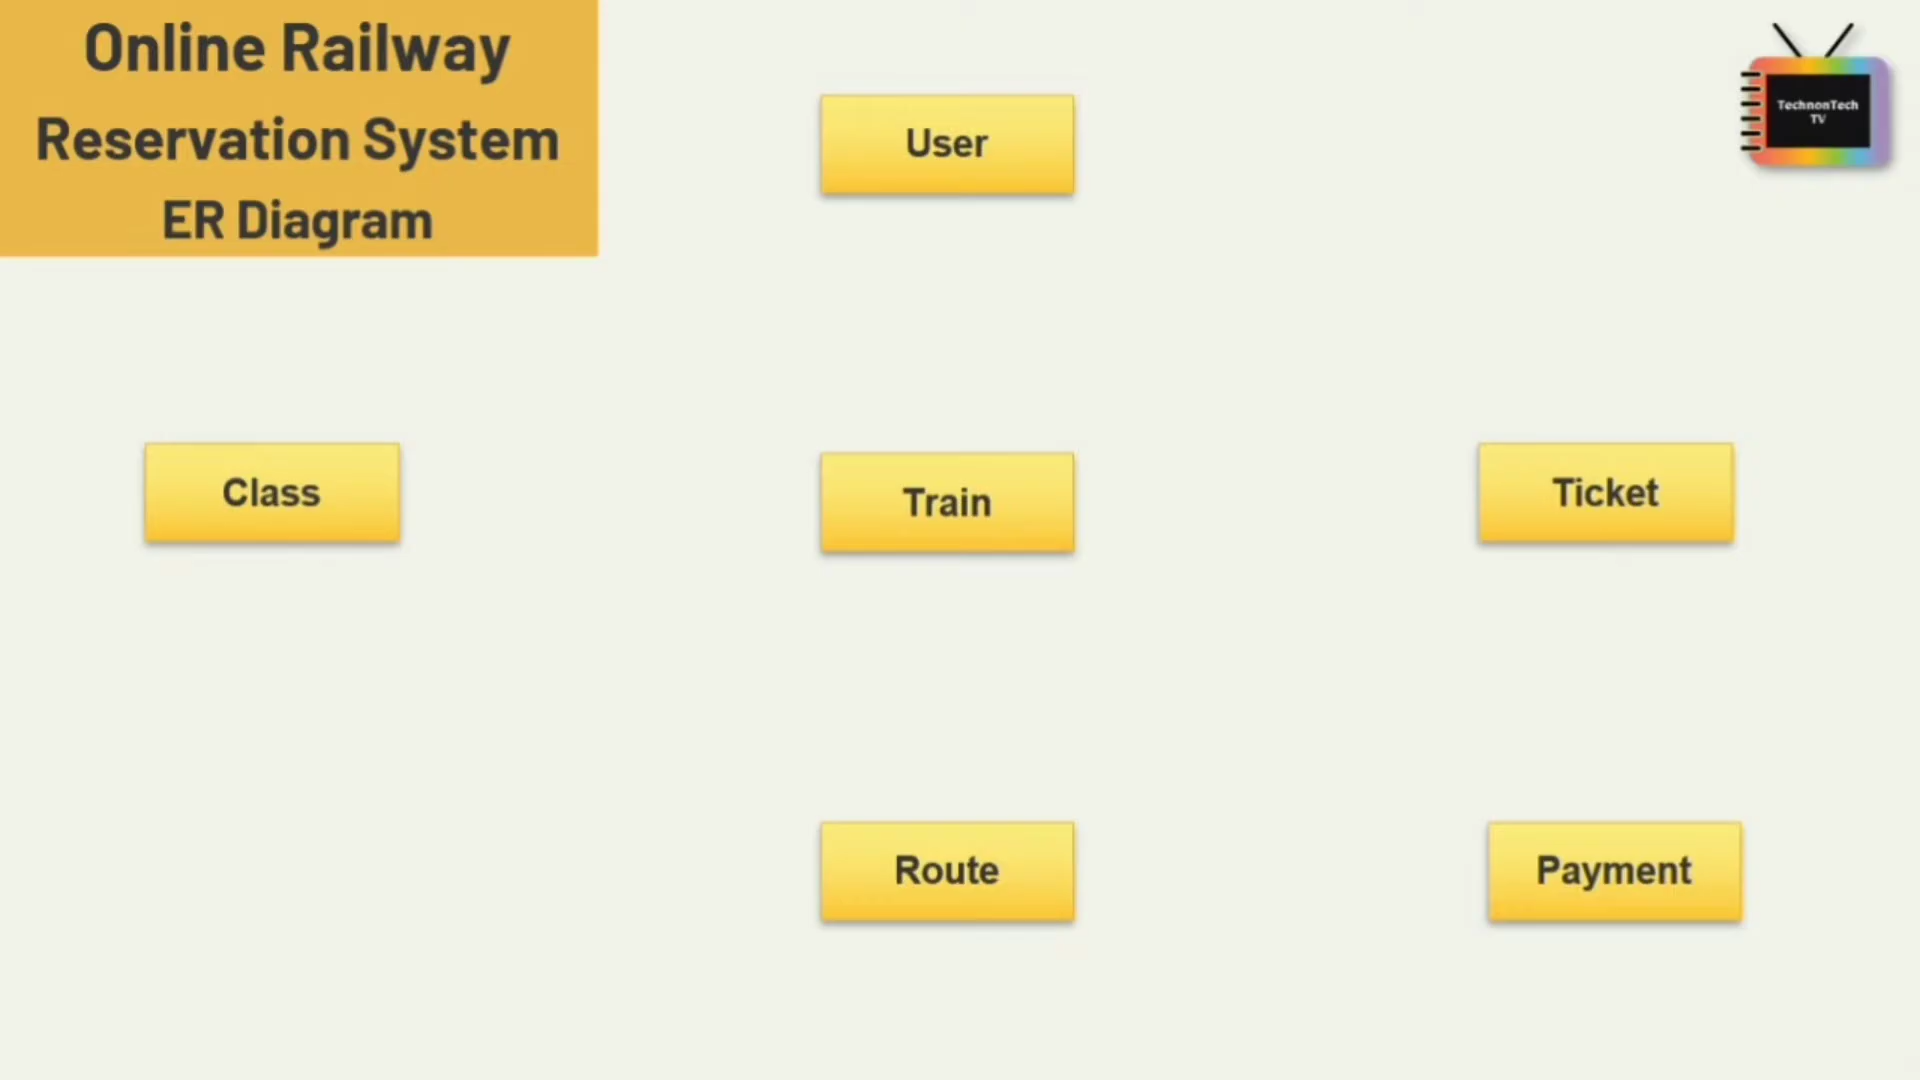 Online Railway
Reservation System
ER Diagram
TechnonTech
TV
User
Class
Train
Ticket
Route
Payment